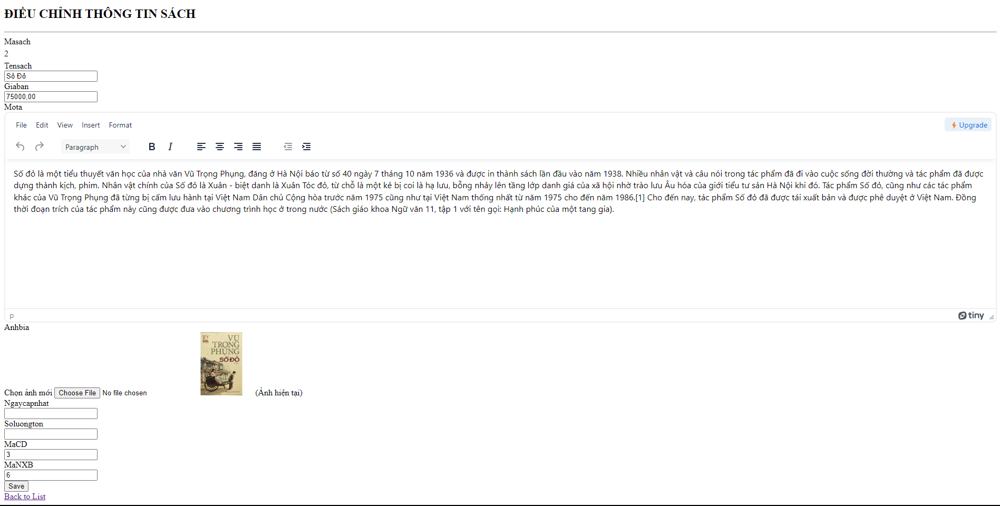 ĐIỀU CHỈNH THÔNG TIN SÁCH
Masach
2
Tensach
Số Đỏ
Giaban
75000,00
Mota
File Edit View Insert Format
Upgrade
Paragraph B I
Số đỏ là một tiểu thuyết văn học của nhà văn Vũ Trọng Phụng, đăng ở Hà Nội báo từ số 40 ngày 7 tháng 10 năm 1936 và được in thành sách lần đầu vào năm 1938. Nhiều nhân vật và câu nói trong tác phẩm đã đi vào cuộc sống đời thường và tác phẩm đã được
dựng thành kịch, phim. Nhân vật chính của Số đỏ là Xuân - biệt danh là Xuân Tóc đỏ, từ chỗ là một kẻ bị coi là hạ lưu, bỗng nhảy lên tầng lớp danh giá của xã hội nhờ trào lưu Âu hóa của giới tiểu tư sản Hà Nội khi đó. Tác phẩm Số đỏ, cũng như các tác phẩm
khác của Vũ Trọng Phụng đã từng bị cấm lưu hành tại Việt Nam Dân chủ Cộng hòa trước năm 1975 cũng như tại Việt Nam thống nhất từ năm 1975 cho đến năm 1986.[1] Cho đến nay, tác phẩm Số đỏ đã được tái xuất bản và được phê duyệt ở Việt Nam. Đồng
thời đoạn trích của tác phẩm này cũng được đưa vào chương trình học ở trong nước (Sách giáo khoa Ngữ văn 11, tập 1 với tên gọi: Hạnh phúc của một tang gia).
p
tiny
Anhbia
VŨ
TRỌNG
PHỤNG
SỐ ĐỎ
Chọn ảnh mới Choose File No file chosen (Ảnh hiện tại)
Ngaycapnhat
Soluongton
MaCD
3
MaNXB
6
Save
Back to List